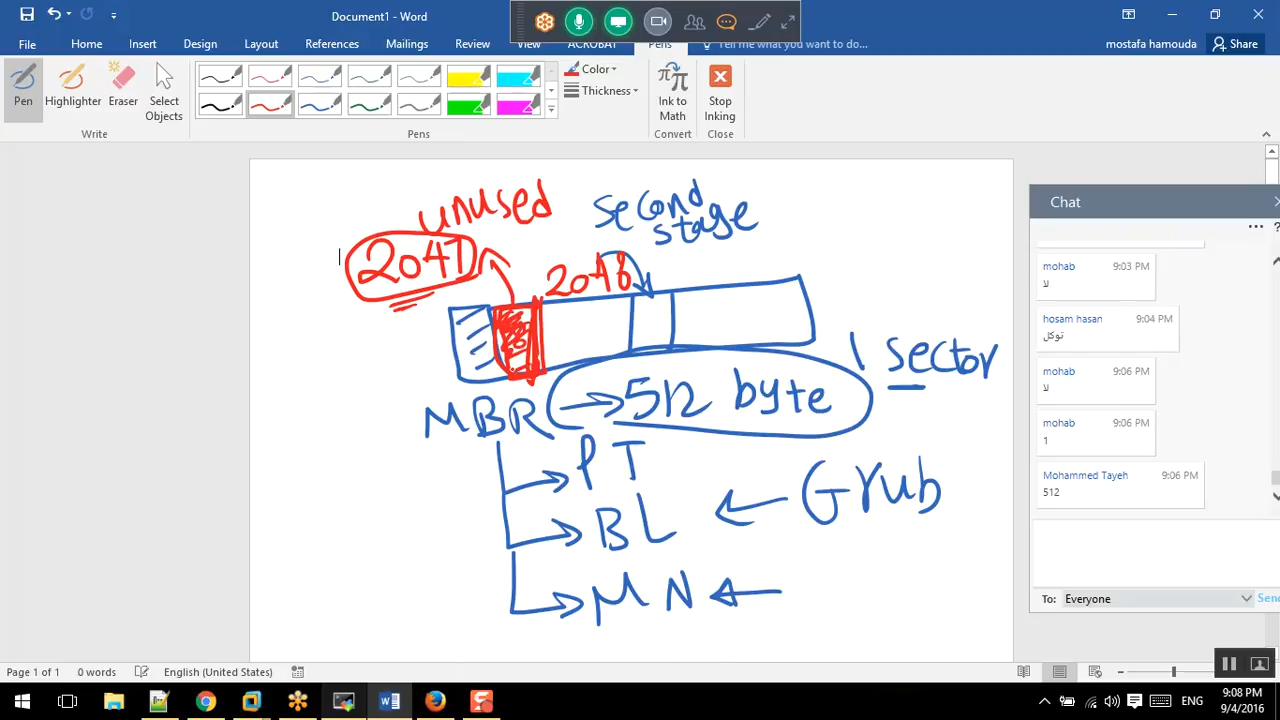 Document1 - Word
File
Home
Insert
Design
Layout
References
Mailings
Review
View
ACROBAT
Pens
Tell me what you want to do...
mostafa hamouda
Share
Pen
Highlighter
Eraser
Select Objects
Color
Thickness
Ink to Math
Stop Inking
Write
Pens
Convert
Close
unused
second stage
2047
2048
1 sector
MBR → 512 byte
PT
BL ← Grub
MN
Chat
mohab 9:03 PM
لا
hosam hasan 9:04 PM
توكل
mohab 9:06 PM
لا
mohab 9:06 PM
1
Mohammed Tayeh 9:06 PM
512
To: Everyone
Send
Page 1 of 1
0 words
English (United States)
ENG
9:08 PM
9/4/2016